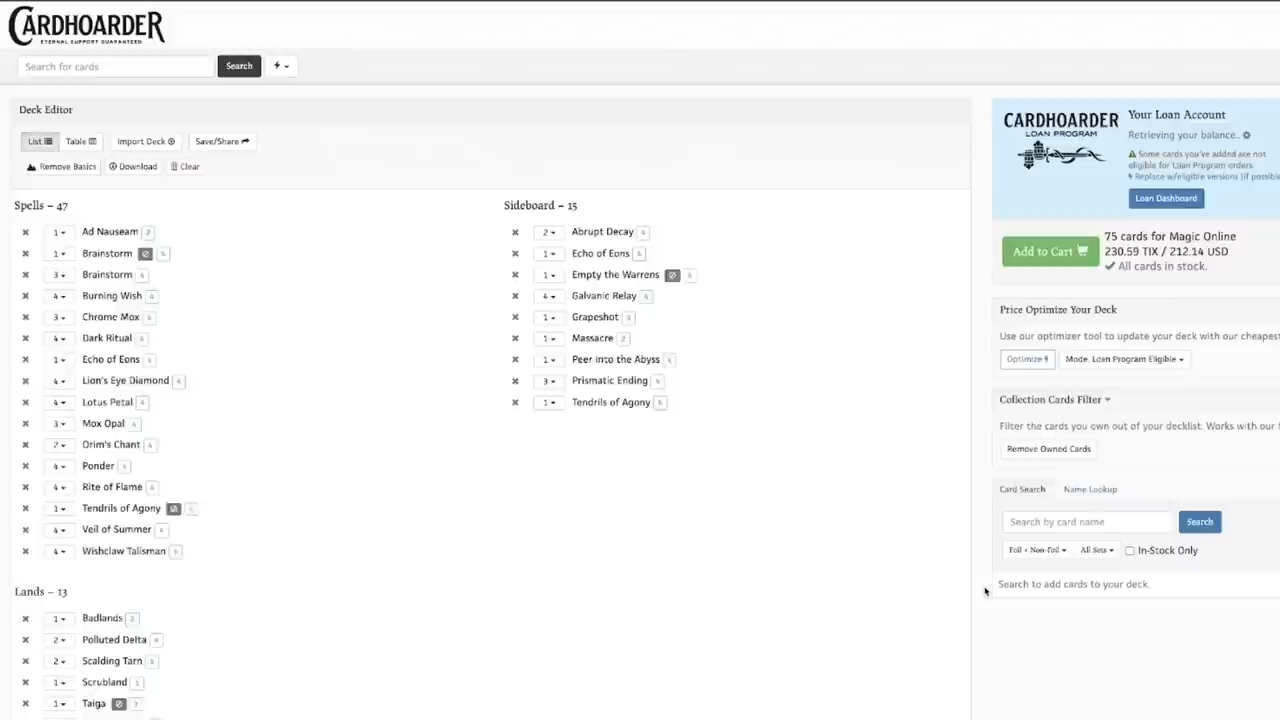 CARDHOARDER
ETERNAL SUPPORT GUARANTEED
Search for cards
Search
Deck Editor
List Table Import Deck Save/Share
Remove Basics Download Clear
Spells – 47
1 Ad Nauseam 2
1 Brainstorm
3 Brainstorm 4
4 Burning Wish 4
3 Chrome Mox
4 Dark Ritual 4
1 Echo of Eons
4 Lion's Eye Diamond 4
4 Lotus Petal 4
3 Mox Opal 4
2 Orim's Chant 4
4 Ponder
4 Rite of Flame
1 Tendrils of Agony
4 Veil of Summer
4 Wishclaw Talisman
Lands – 13
1 Badlands
2 Polluted Delta
2 Scalding Tarn
1 Scrubland
1 Taiga
Sideboard – 15
2 Abrupt Decay
1 Echo of Eons
1 Empty the Warrens
4 Galvanic Relay 4
1 Grapeshot
1 Massacre 2
1 Peer into the Abyss
3 Prismatic Ending 4
1 Tendrils of Agony
CARDHOARDER
LOAN PROGRAM
Your Loan Account
Retrieving your balance..
Some cards you've added are not
eligible for Loan Program orders.
Replace w/eligible versions (if possible
Loan Dashboard
Add to Cart
75 cards for Magic Online
230.59 TIX / 212.14 USD
All cards in stock.
Price Optimize Your Deck
Use our optimizer tool to update your deck with our cheapest
Optimize Mode. Loan Program Eligible
Collection Cards Filter
Filter the cards you own out of your decklist. Works with our
Remove Owned Cards
Card Search Name Lookup
Search by card name
Search
Foil + Non-Foil All Sets In-Stock Only
Search to add cards to your deck.